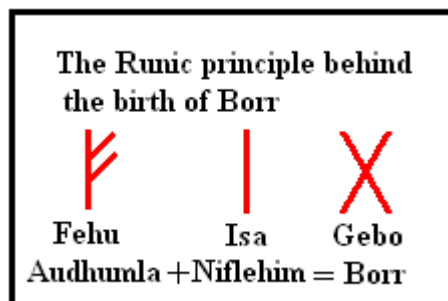 The Runic principle behind
the birth of Borr
ᚠ ᛁ ᚷ
Fehu Isa Gebo
Audhumla + Niflehim = Borr